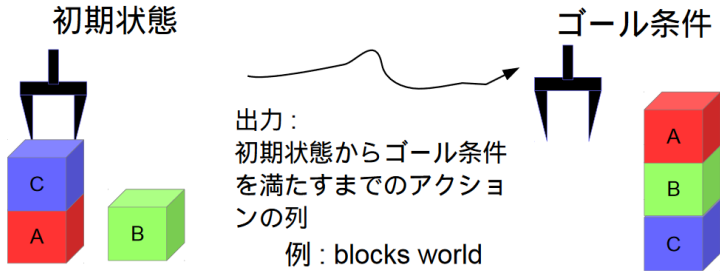 初期状態
ゴール条件
C
A
B
出力 :
初期状態からゴール条件
を満たすまでのアクショ
ンの列
例 : blocks world
A
B
C